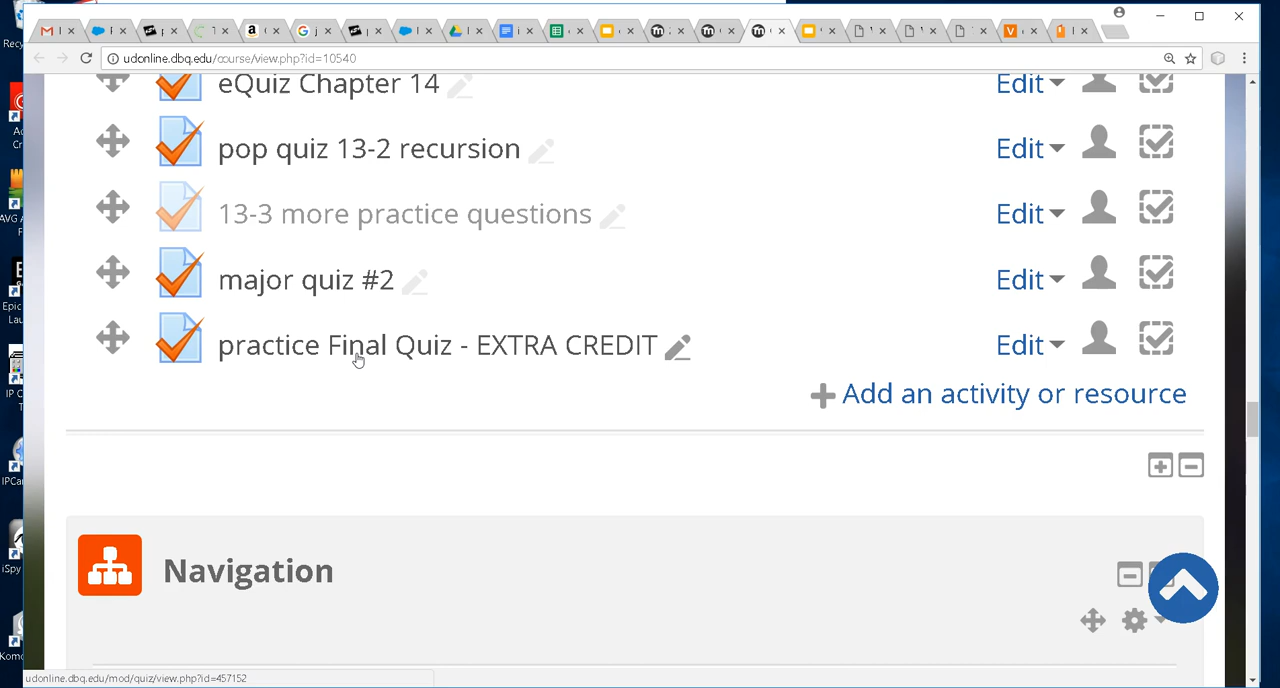 udonline.dbq.edu/course/view.php?id=10540
eQuiz Chapter 14 Edit
pop quiz 13-2 recursion Edit
13-3 more practice questions Edit
major quiz #2 Edit
practice Final Quiz - EXTRA CREDIT Edit
Add an activity or resource
Navigation
udonline.dbq.edu/mod/quiz/view.php?id=457152